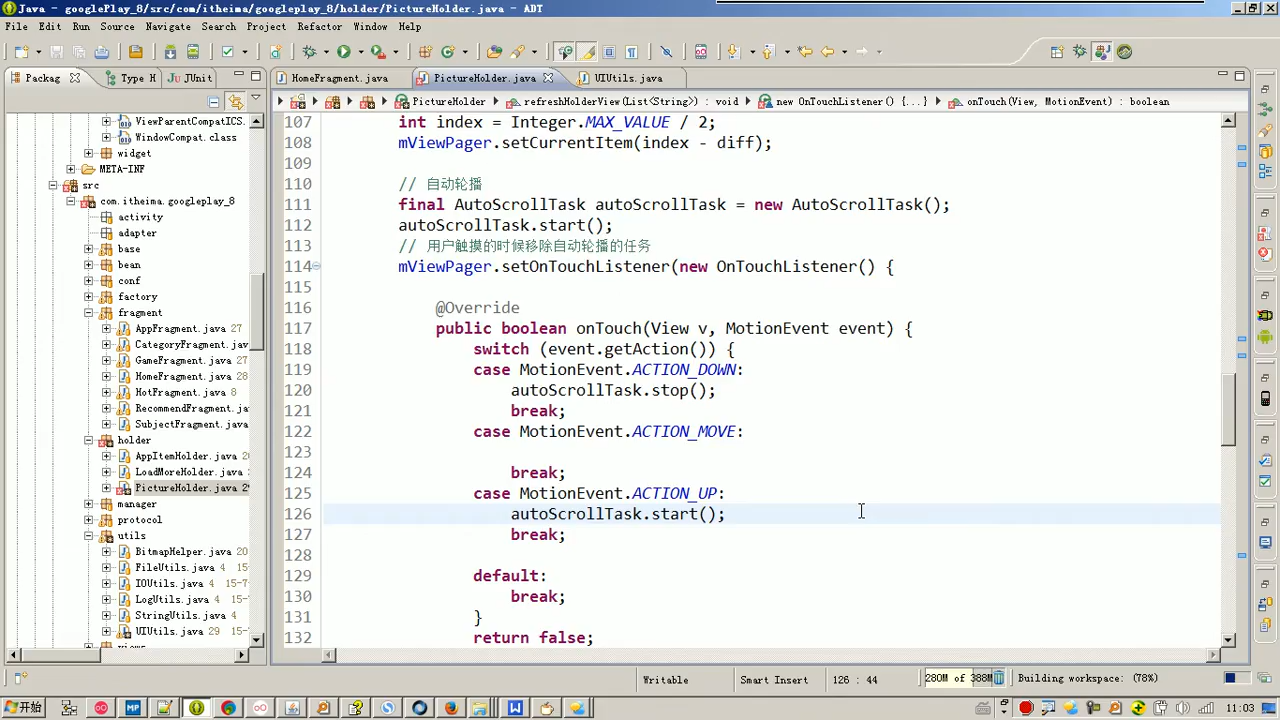 Java - googlePlay_8/src/com/itheima/googleplay_8/holder/PictureHolder.java - ADT
File Edit Run Source Navigate Search Project Refactor Window Help
Packag Type H JUnit
HomeFragment.java PictureHolder.java UIUtils.java
PictureHolder refreshHolderView(List<String>) : void new OnTouchListener() {...} onTouch(View, MotionEvent) : boolean
ViewParentCompatICS.
WindowCompat.class
widget
META-INF
src
com.itheima.googleplay_8
activity
adapter
base
bean
conf
factory
fragment
AppFragment.java 27
CategoryFragment.jav
GameFragment.java 27
HomeFragment.java 28
HotFragment.java 8
RecommendFragment.ja
SubjectFragment.java
holder
AppItemHolder.java 2
LoadMoreHolder.java
PictureHolder.java 2
manager
protocol
utils
BitmapHelper.java 20
FileUtils.java 4 15-
IOUtils.java 4 15-7-
LogUtils.java 4 15-7
StringUtils.java 4
UIUtils.java 29 15-
107 int index = Integer.MAX_VALUE / 2;
108 mViewPager.setCurrentItem(index - diff);
109
110 // 自动轮播
111 final AutoScrollTask autoScrollTask = new AutoScrollTask();
112 autoScrollTask.start();
113 // 用户触摸的时候移除自动轮播的任务
114 mViewPager.setOnTouchListener(new OnTouchListener() {
115
116 @Override
117 public boolean onTouch(View v, MotionEvent event) {
118 switch (event.getAction()) {
119 case MotionEvent.ACTION_DOWN:
120 autoScrollTask.stop();
121 break;
122 case MotionEvent.ACTION_MOVE:
123
124 break;
125 case MotionEvent.ACTION_UP:
126 autoScrollTask.start();
127 break;
128
129 default:
130 break;
131 }
132 return false;
Writable Smart Insert 126 : 44 280M of 388M Building workspace: (78%)
开始 11:03